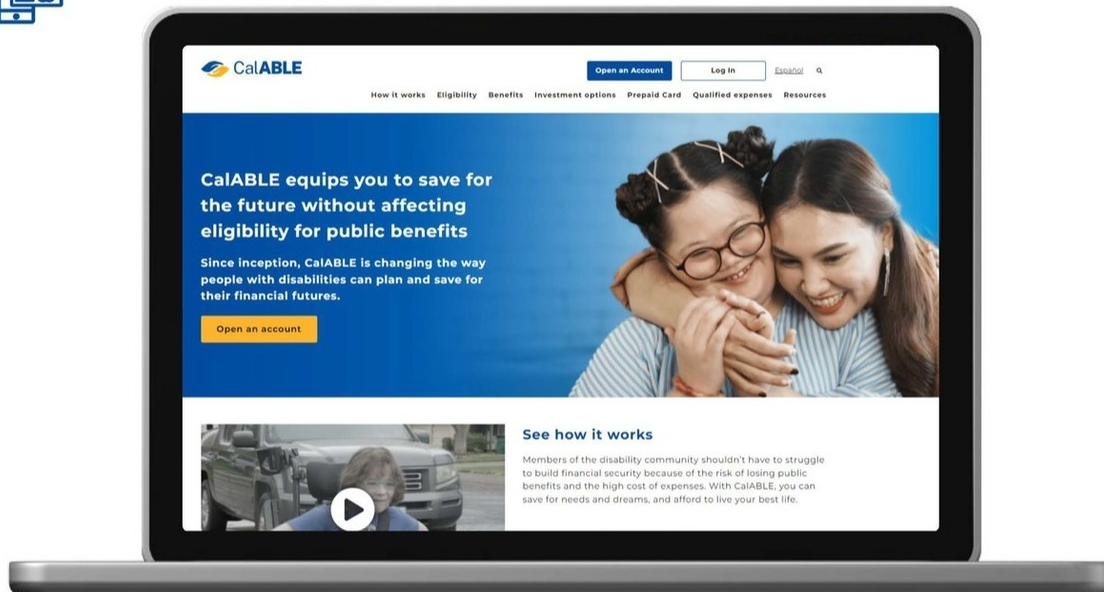 CalABLE
Open an Account
Log In
Español
How it works
Eligibility
Benefits
Investment options
Prepaid Card
Qualified expenses
Resources
CalABLE equips you to save for
the future without affecting
eligibility for public benefits
Since inception, CalABLE is changing the way
people with disabilities can plan and save for
their financial futures.
Open an account
See how it works
Members of the disability community shouldn't have to struggle
to build financial security because of the risk of losing public
benefits and the high cost of expenses. With CalABLE, you can
save for needs and dreams, and afford to live your best life.